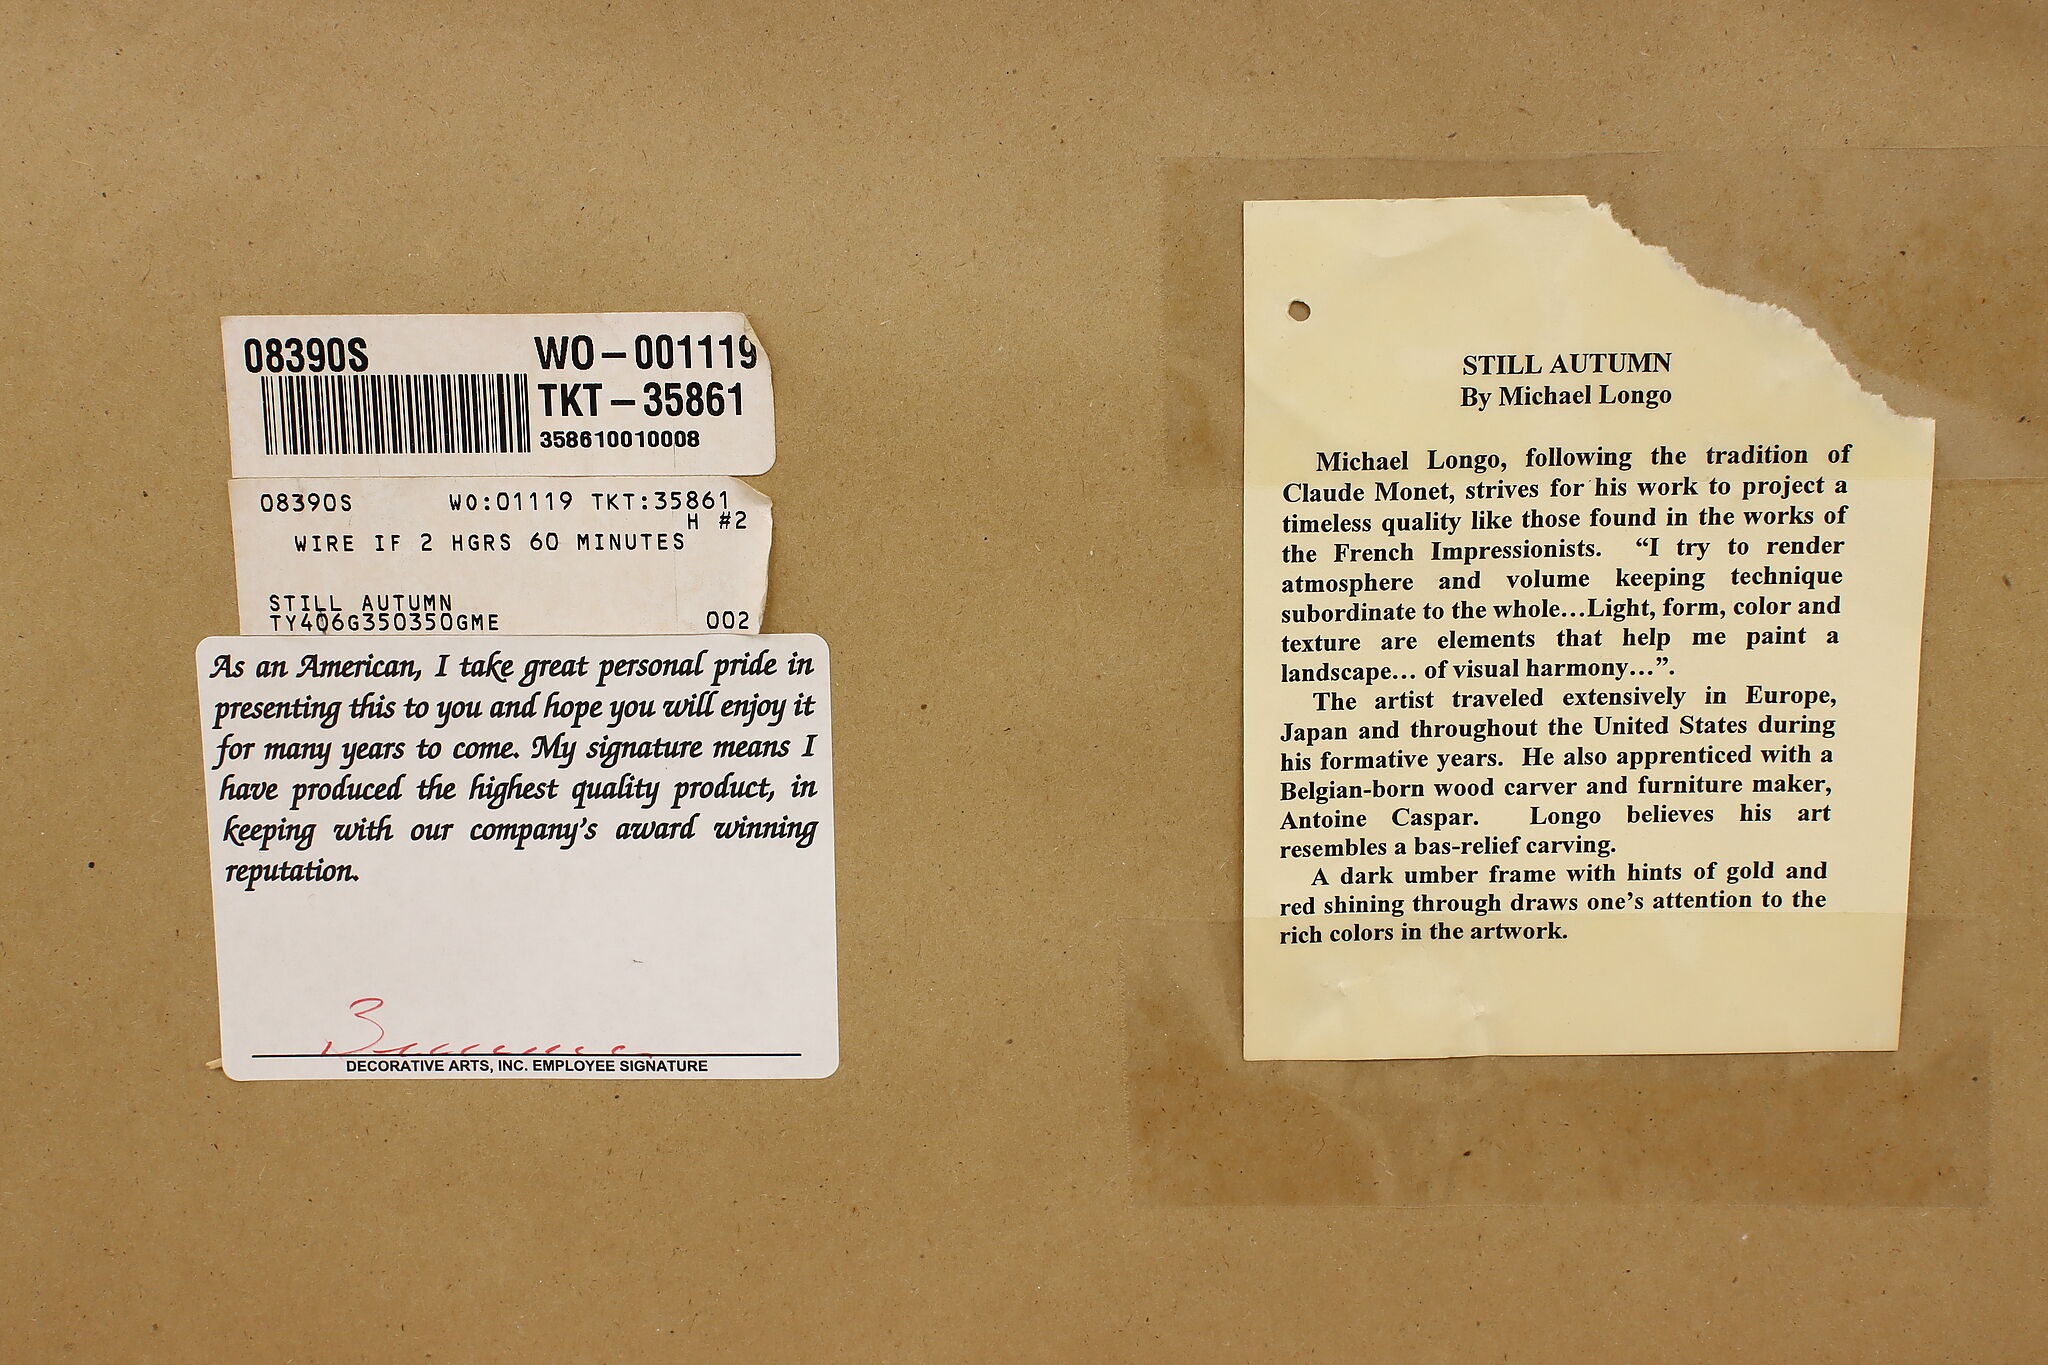 08390S WO-001119
TKT-35861
358610010008
08390S WO:01119 TKT:35861
H #2
WIRE IF 2 HGRS 60 MINUTES
STILL AUTUMN
TY406G350350GME 002
As an American, I take great personal pride in
presenting this to you and hope you will enjoy it
for many years to come. My signature means I
have produced the highest quality product, in
keeping with our company's award winning
reputation.
DECORATIVE ARTS, INC. EMPLOYEE SIGNATURE
STILL AUTUMN
By Michael Longo
Michael Longo, following the tradition of
Claude Monet, strives for his work to project a
timeless quality like those found in the works of
the French Impressionists. “I try to render
atmosphere and volume keeping technique
subordinate to the whole…Light, form, color and
texture are elements that help me paint a
landscape… of visual harmony…”.
The artist traveled extensively in Europe,
Japan and throughout the United States during
his formative years. He also apprenticed with a
Belgian-born wood carver and furniture maker,
Antoine Caspar. Longo believes his art
resembles a bas-relief carving.
A dark umber frame with hints of gold and
red shining through draws one’s attention to the
rich colors in the artwork.